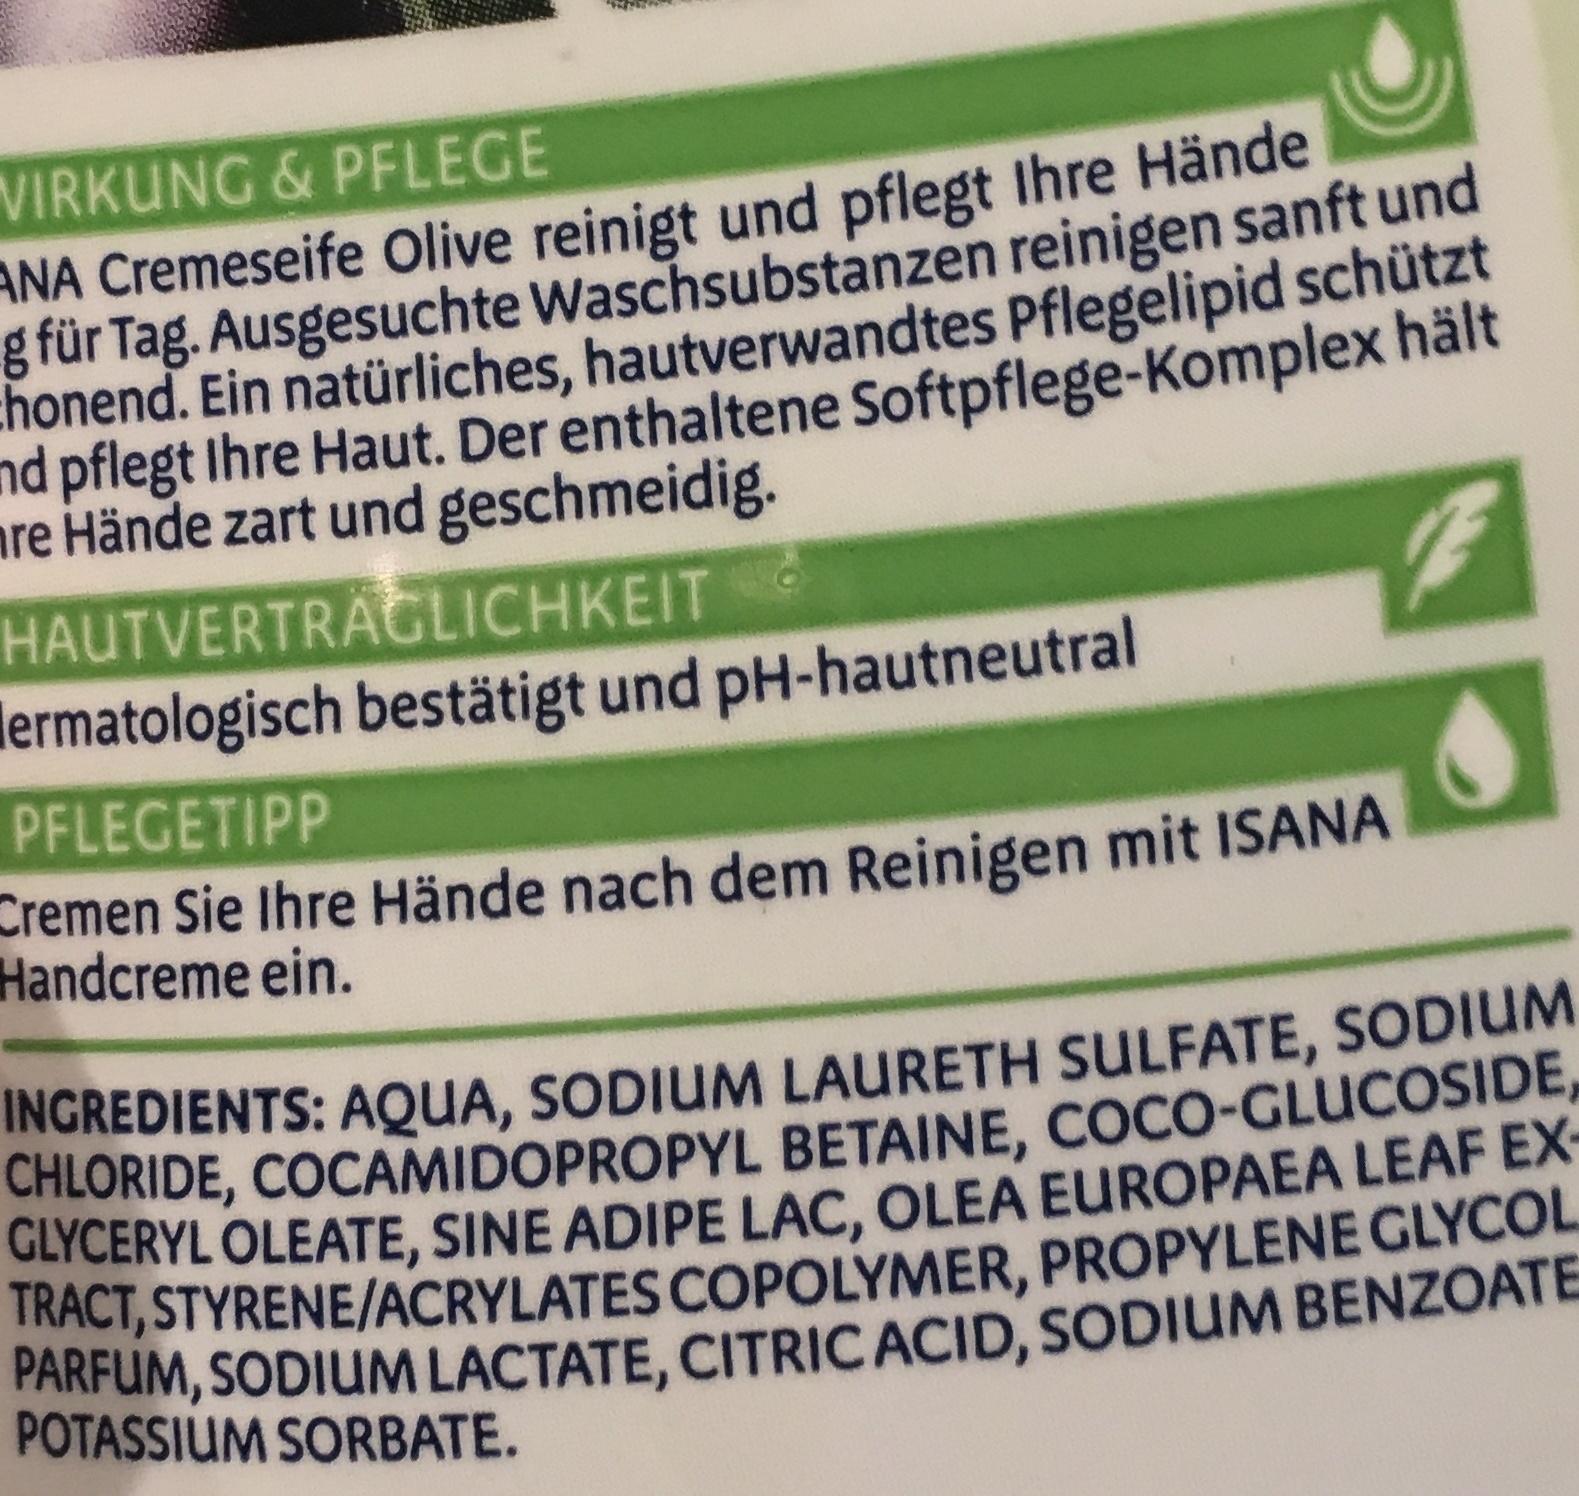 WIRKUNG & PFLEGE
ANA Cremeseife Olive reinigt und pflegt Ihre Hände
g für Tag. Ausgesuchte Waschsubstanzen reinigen sanft und
chonend. Ein natürliches, hautverwandtes Pflegelipid schützt
nd pflegt Ihre Haut. Der enthaltene Softpflege-Komplex hält
hre Hände zart und geschmeidig.
HAUTVERTRÄGLICHKEIT
dermatologisch bestätigt und pH-hautneutral
PFLEGETIPP
Cremen Sie Ihre Hände nach dem Reinigen mit ISANA
Handcreme ein.
INGREDIENTS: AQUA, SODIUM LAURETH SULFATE, SODIUM
CHLORIDE, COCAMIDOPROPYL BETAINE, COCO-GLUCOSIDE,
GLYCERYL OLEATE, SINE ADIPE LAC, OLEA EUROPAEA LEAF EX-
TRACT, STYRENE/ACRYLATES COPOLYMER, PROPYLENE GLYCOL
PARFUM, SODIUM LACTATE, CITRIC ACID, SODIUM BENZOATE
POTASSIUM SORBATE.